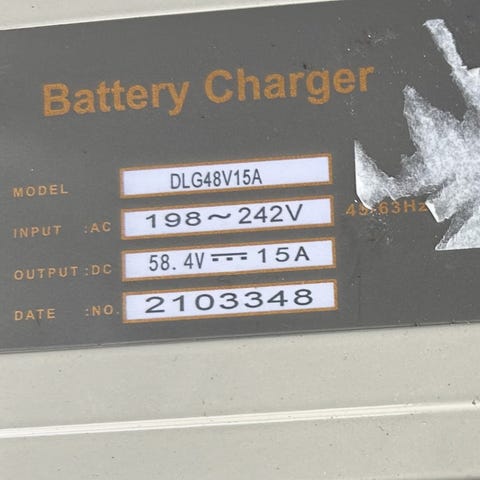 Battery Charger
MODEL DLG48V15A
INPUT :AC 198～242V 45-63Hz
OUTPUT :DC 58.4V⎓15A
DATE :NO. 2103348